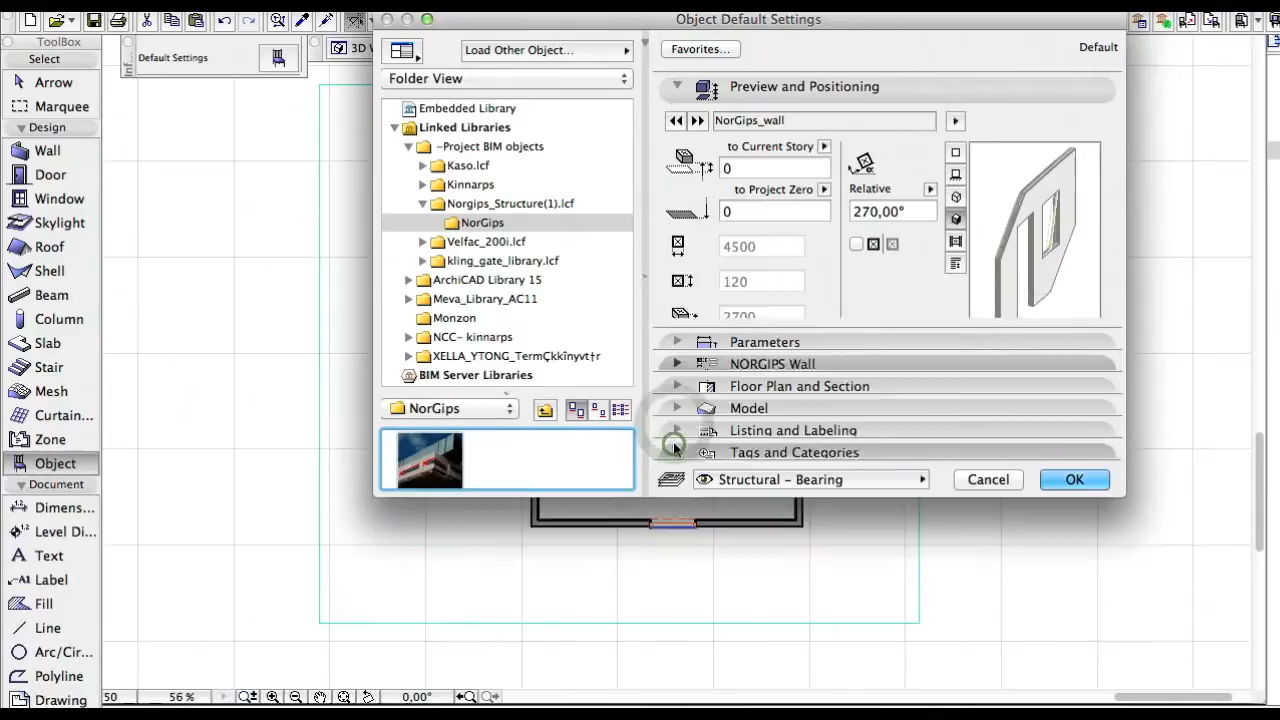 Object Default Settings
ToolBox
Select
Arrow
Marquee
Design
Wall
Door
Window
Skylight
Roof
Shell
Beam
Column
Slab
Stair
Mesh
Curtain...
Zone
Object
Document
Dimens...
Level Di...
Text
Label
Fill
Line
Arc/Cir...
Polyline
Drawing
Inf...
Default Settings
3D
Load Other Object...
Folder View
Embedded Library
Linked Libraries
-Project BIM objects
Kaso.lcf
Kinnarps
Norgips_Structure(1).lcf
NorGips
Velfac_200i.lcf
kling_gate_library.lcf
ArchiCAD Library 15
Meva_Library_AC11
Monzon
NCC- kinnarps
XELLA_YTONG_TermÇkkînyvt†r
BIM Server Libraries
NorGips
Favorites...
Default
Preview and Positioning
NorGips_wall
to Current Story
0
to Project Zero
0
Relative
270,00°
4500
120
2700
Parameters
NORGIPS Wall
Floor Plan and Section
Model
Listing and Labeling
Tags and Categories
Structural - Bearing
Cancel
OK
50
56 %
0,00°